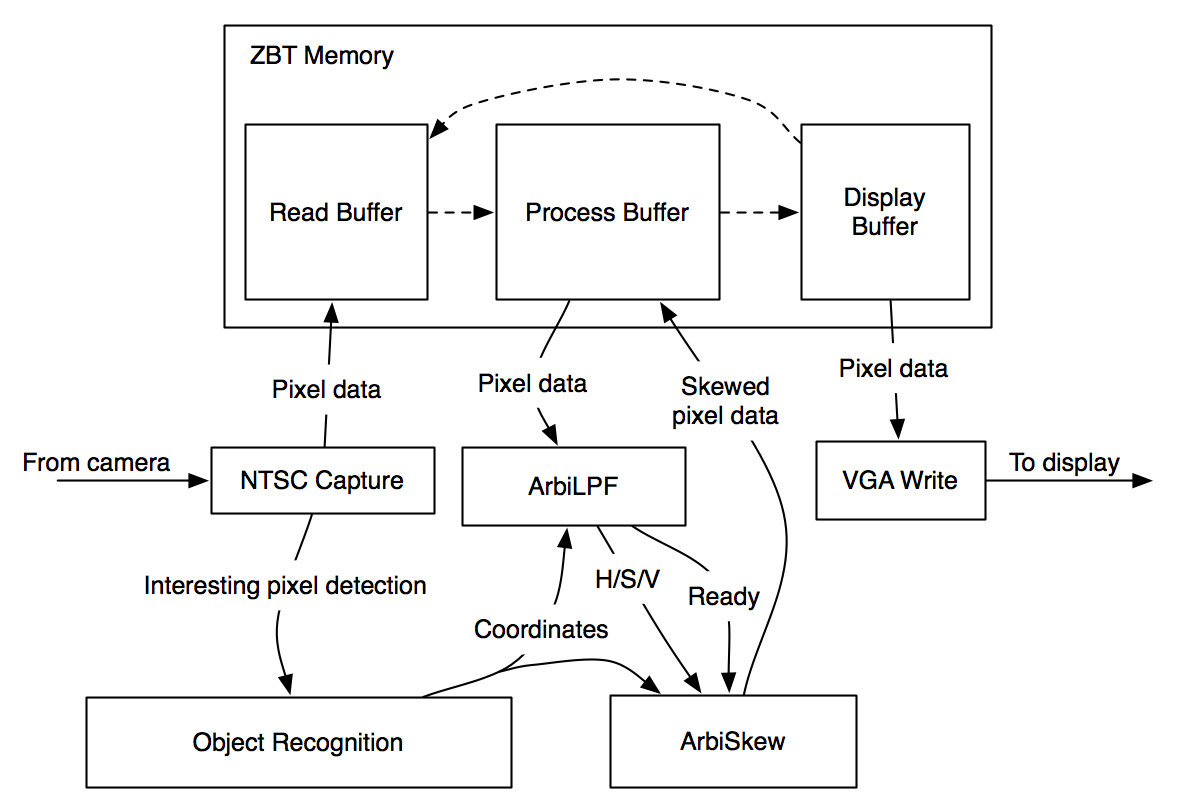 ZBT Memory
Read Buffer
Process Buffer
Display
Buffer
Pixel data
Pixel data
Skewed
pixel data
Pixel data
From camera
NTSC Capture
ArbiLPF
VGA Write
To display
Interesting pixel detection
H/S/V
Ready
Coordinates
Object Recognition
ArbiSkew